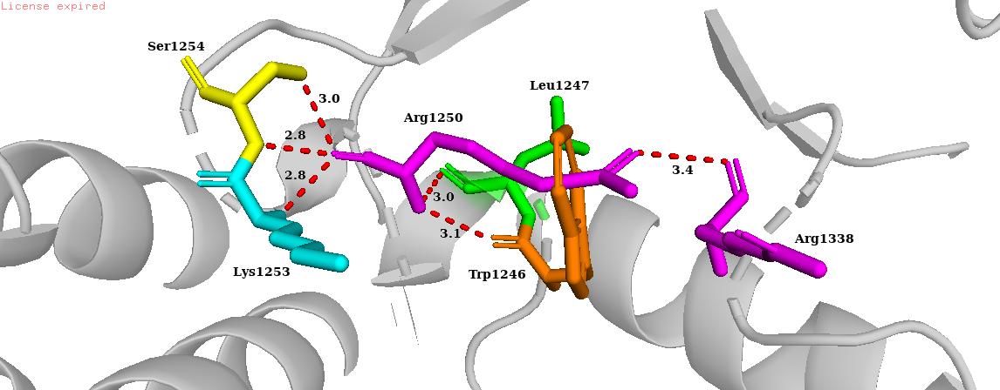 License expired
Ser1254
3.0
Leu1247
Arg1250
2.8
3.4
2.8
3.0
3.1
Arg1338
Lys1253
Trp1246